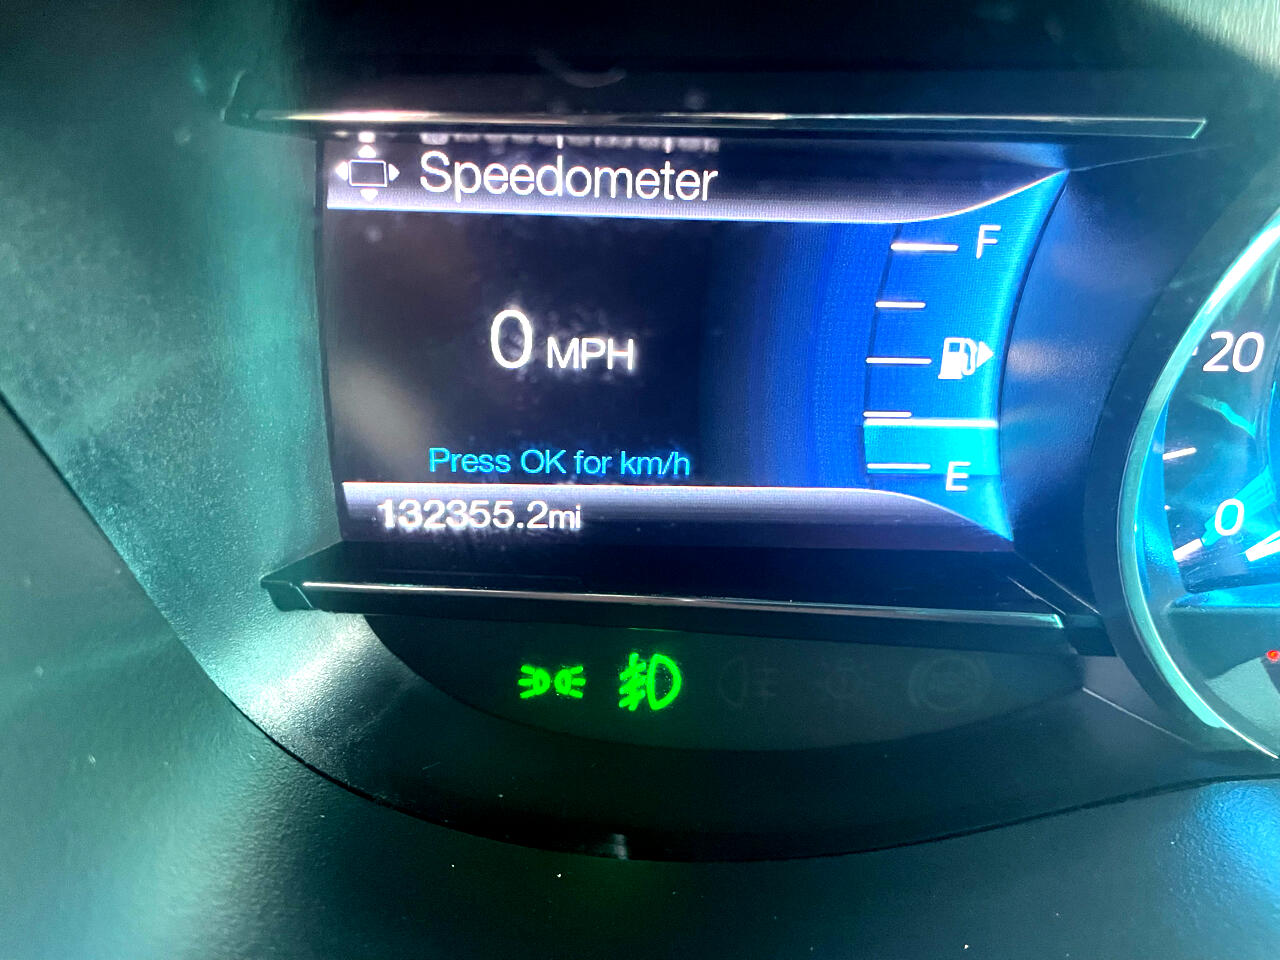 Speedometer
F
0 MPH
20
Press OK for km/h
E
132355.2mi
0